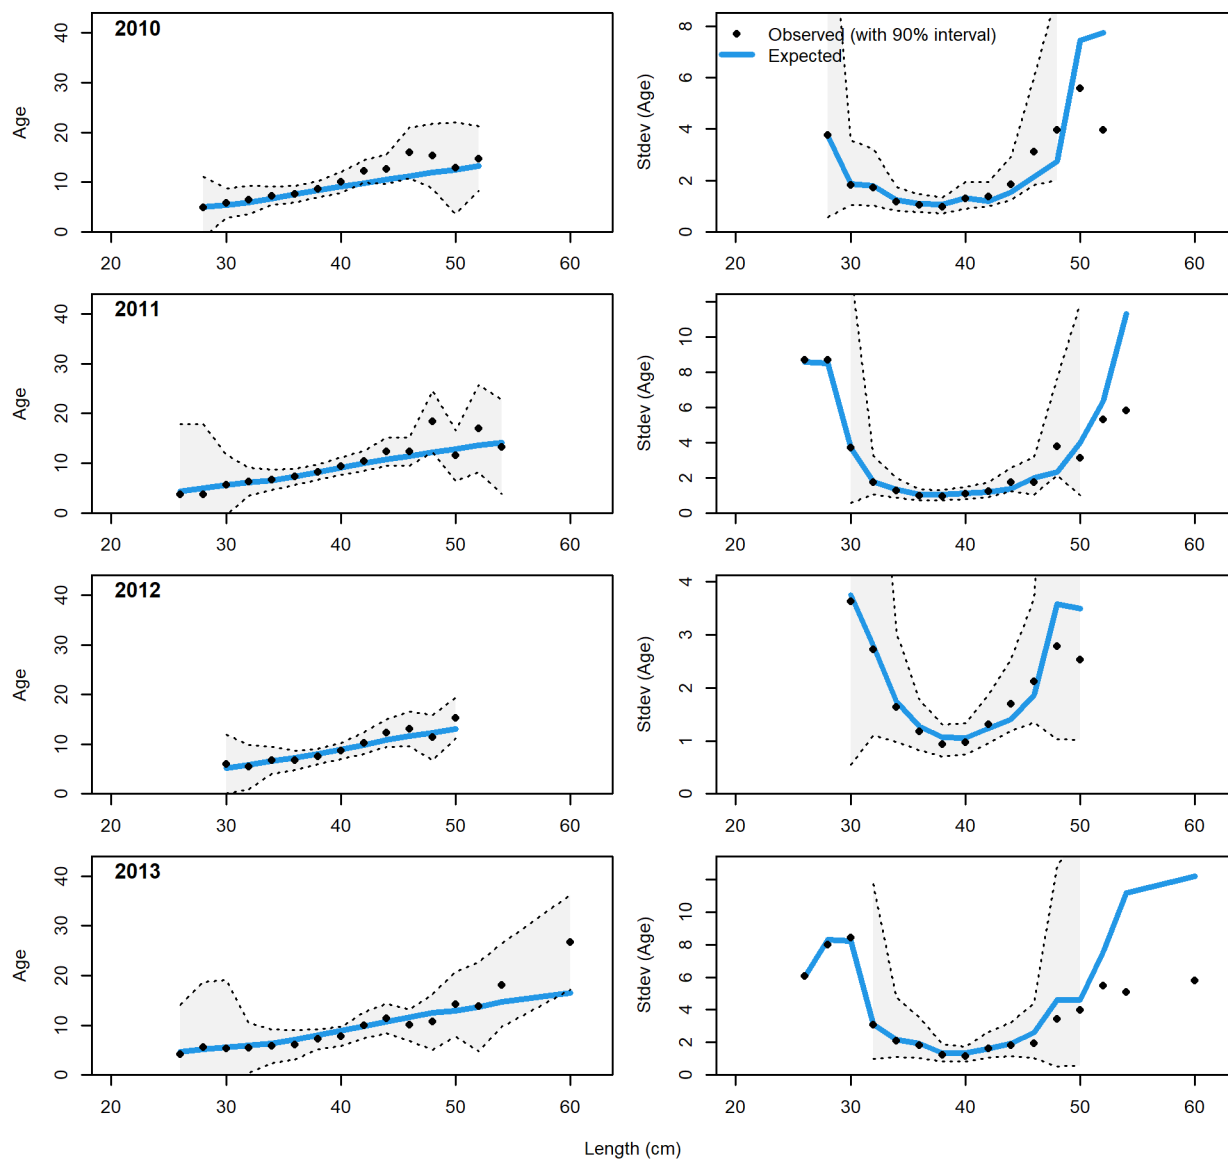 2010
Age
0 10 20 30 40
20 30 40 50 60
Observed (with 90% interval)
Expected
Stdev (Age)
0 2 4 6 8
20 30 40 50 60
2011
Age
0 10 20 30 40
20 30 40 50 60
Stdev (Age)
0 2 4 6 8 10
20 30 40 50 60
2012
Age
0 10 20 30 40
20 30 40 50 60
Stdev (Age)
0 1 2 3 4
20 30 40 50 60
2013
Age
0 10 20 30 40
20 30 40 50 60
Stdev (Age)
0 2 4 6 8 10
20 30 40 50 60
Length (cm)